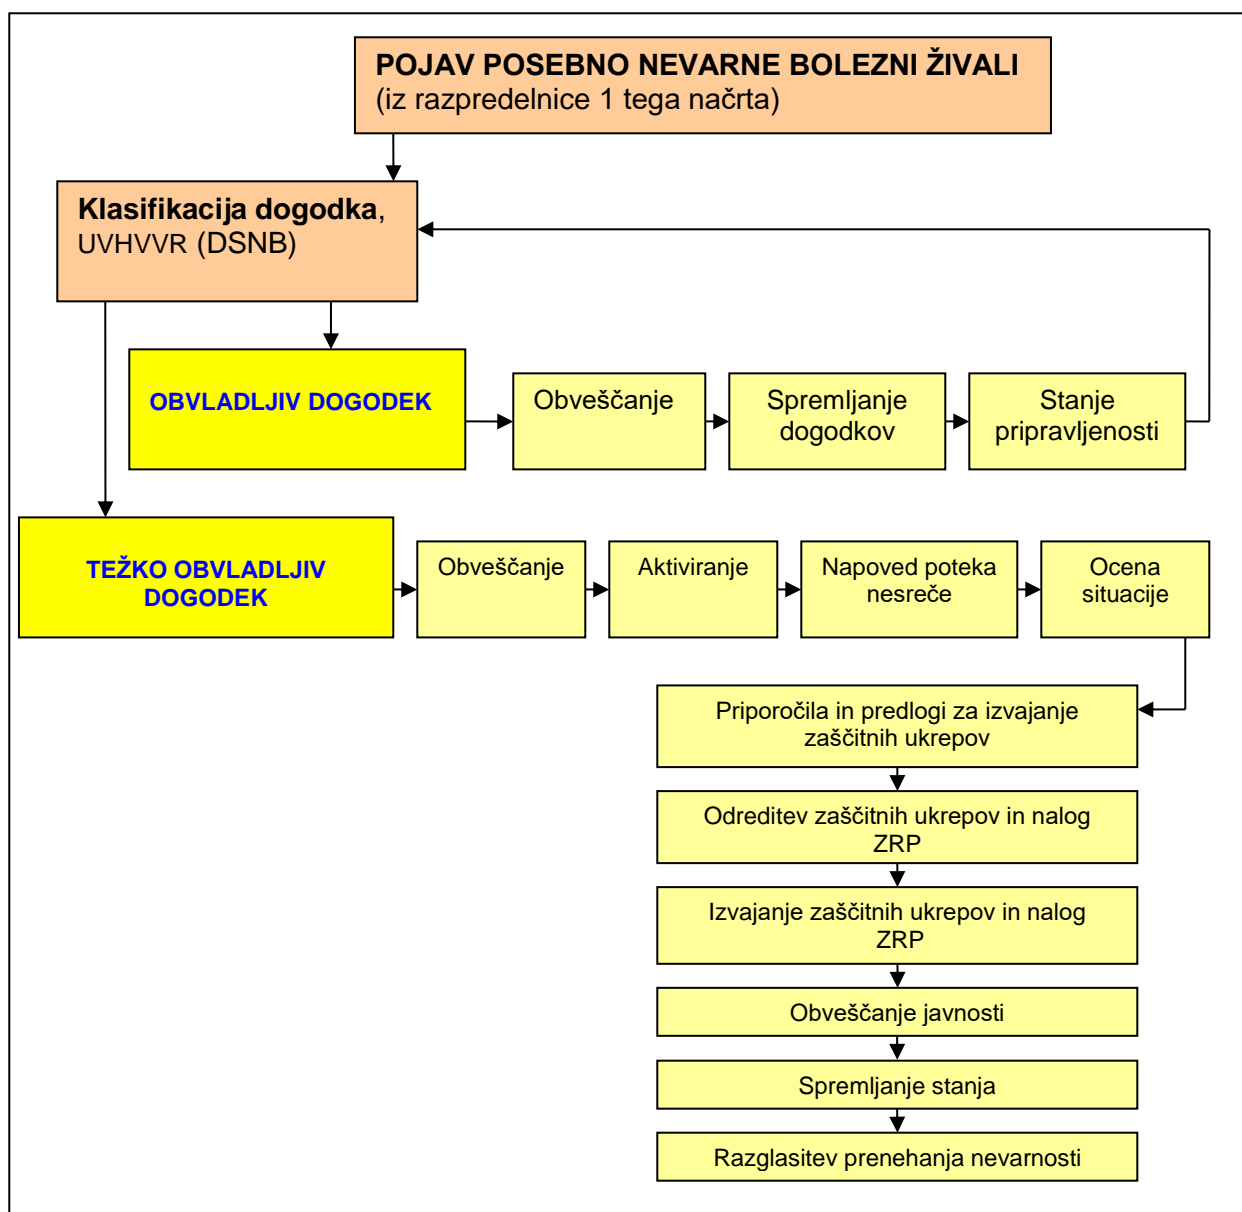 POJAV POSEBNO NEVARNE BOLEZNI ŽIVALI
(iz razpredelnice 1 tega načrta)
Klasifikacija dogodka,
UVHVVR (DSNB)
OBVLADLJIV DOGODEK
Obveščanje
Spremljanje
dogodkov
Stanje
pripravljenosti
TEŽKO OBVLADLJIV
DOGODEK
Obveščanje
Aktiviranje
Napoved poteka
nesreče
Ocena
situacije
Priporočila in predlogi za izvajanje
zaščitnih ukrepov
Odreditev zaščitnih ukrepov in nalog
ZRP
Izvajanje zaščitnih ukrepov in nalog
ZRP
Obveščanje javnosti
Spremljanje stanja
Razglasitev prenehanja nevarnosti